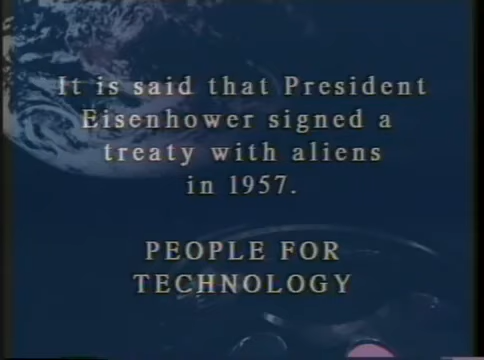 It is said that President
Eisenhower signed a
treaty with aliens
in 1957.
PEOPLE FOR
TECHNOLOGY